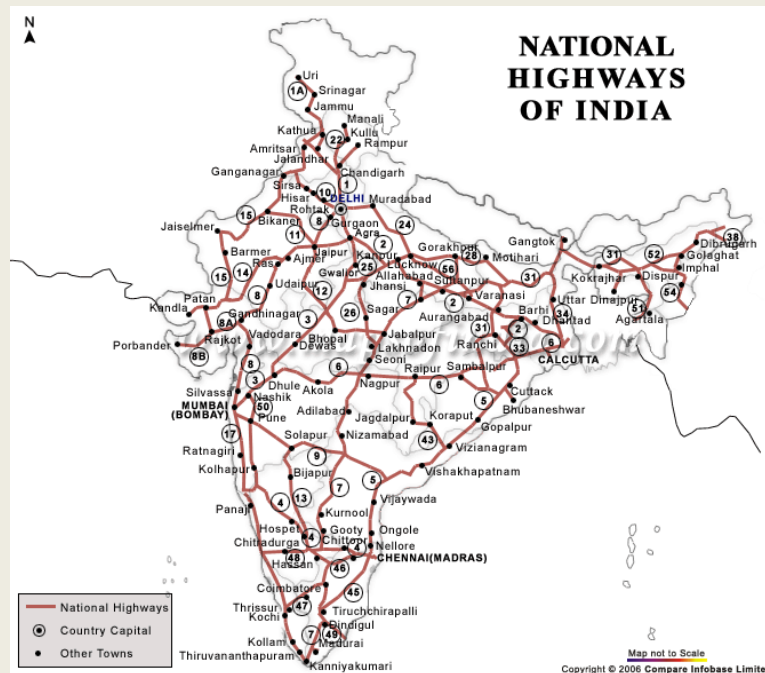 N
NATIONAL
HIGHWAYS
OF INDIA
Uri
1A
Srinagar
Jammu
Manali
Kathua
22
Kullu
Amritsar
Rampur
Jalandhar
Ganganagar
Chandigarh
Sirsa
10
1
Hisar
DELHI
Muradabad
Rohtak
15
8
Gurgaon
24
38
Jaiselmer
Bikaner
11
Agra
2
Gorakhpur
28
Gangtok
31
52
Dibrugarh
Golaghat
Barmer
Ajmer
Jaipur
Kanpur
Lucknow
56
Motihari
Kokrajhar
Dispur
Imphal
15
14
Ras
Gwalior
25
Allahabad
Sultanpur
31
54
Udaipur
12
Jhansi
7
2
Varanasi
Uttar Dinajpur
51
Patan
8
Kandla
Gandhinagar
3
26
Sagar
Aurangabad
Barhi
34
Agartala
8A
31
2
Dhanbad
Rajkot
Vadodara
Bhopal
Jabalpur
Ranchi
33
6
Porbander
Dewas
Lakhnadon
CALCUTTA
8B
8
6
Seoni
Raipur
Sambalpur
3
6
Cuttack
Silvassa
Dhule
Akola
Nagpur
5
Bhubaneshwar
MUMBAI
(BOMBAY)
Nashik
50
Adilabad
Jagdalpur
Koraput
Gopalpur
Pune
17
Nizamabad
43
Vizianagram
Ratnagiri
Solapur
9
Vishakhapatnam
Kolhapur
Bijapur
7
5
Panaj
4
13
Vijaywada
Kurnool
Hospet
Gooty
Ongole
4
Chitradurga
Chittoor
4
Nellore
48
CHENNAI(MADRAS)
Hassan
46
Coimbatore
45
47
Thrissur
Tiruchchirapalli
Kochi
Dindigul
7
49
Kollam
Madurai
Thiruvananthapuram
Kanniyakumari
National Highways
Country Capital
Other Towns
Map not to Scale
Copyright © 2006 Compare Infobase Limite